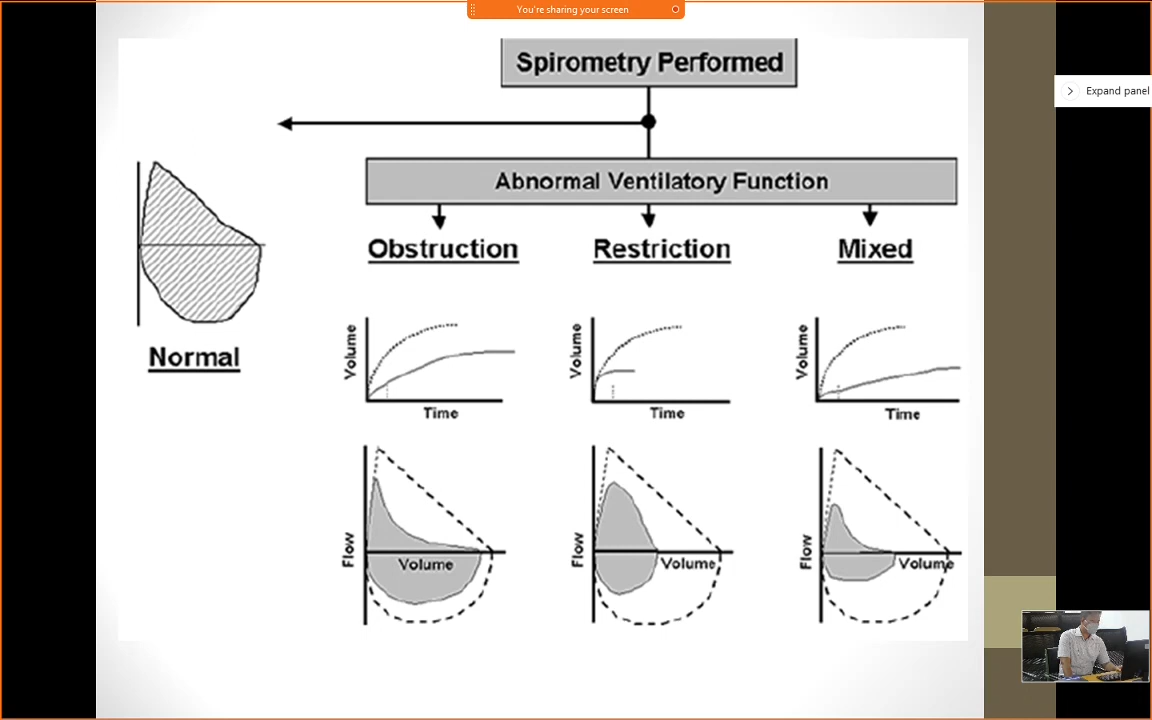 You're sharing your screen
Expand panel
Spirometry Performed
Abnormal Ventilatory Function
Obstruction
Restriction
Mixed
Normal
Volume
Time
Volume
Time
Volume
Time
Flow
Volume
Flow
Volume
Flow
Volume